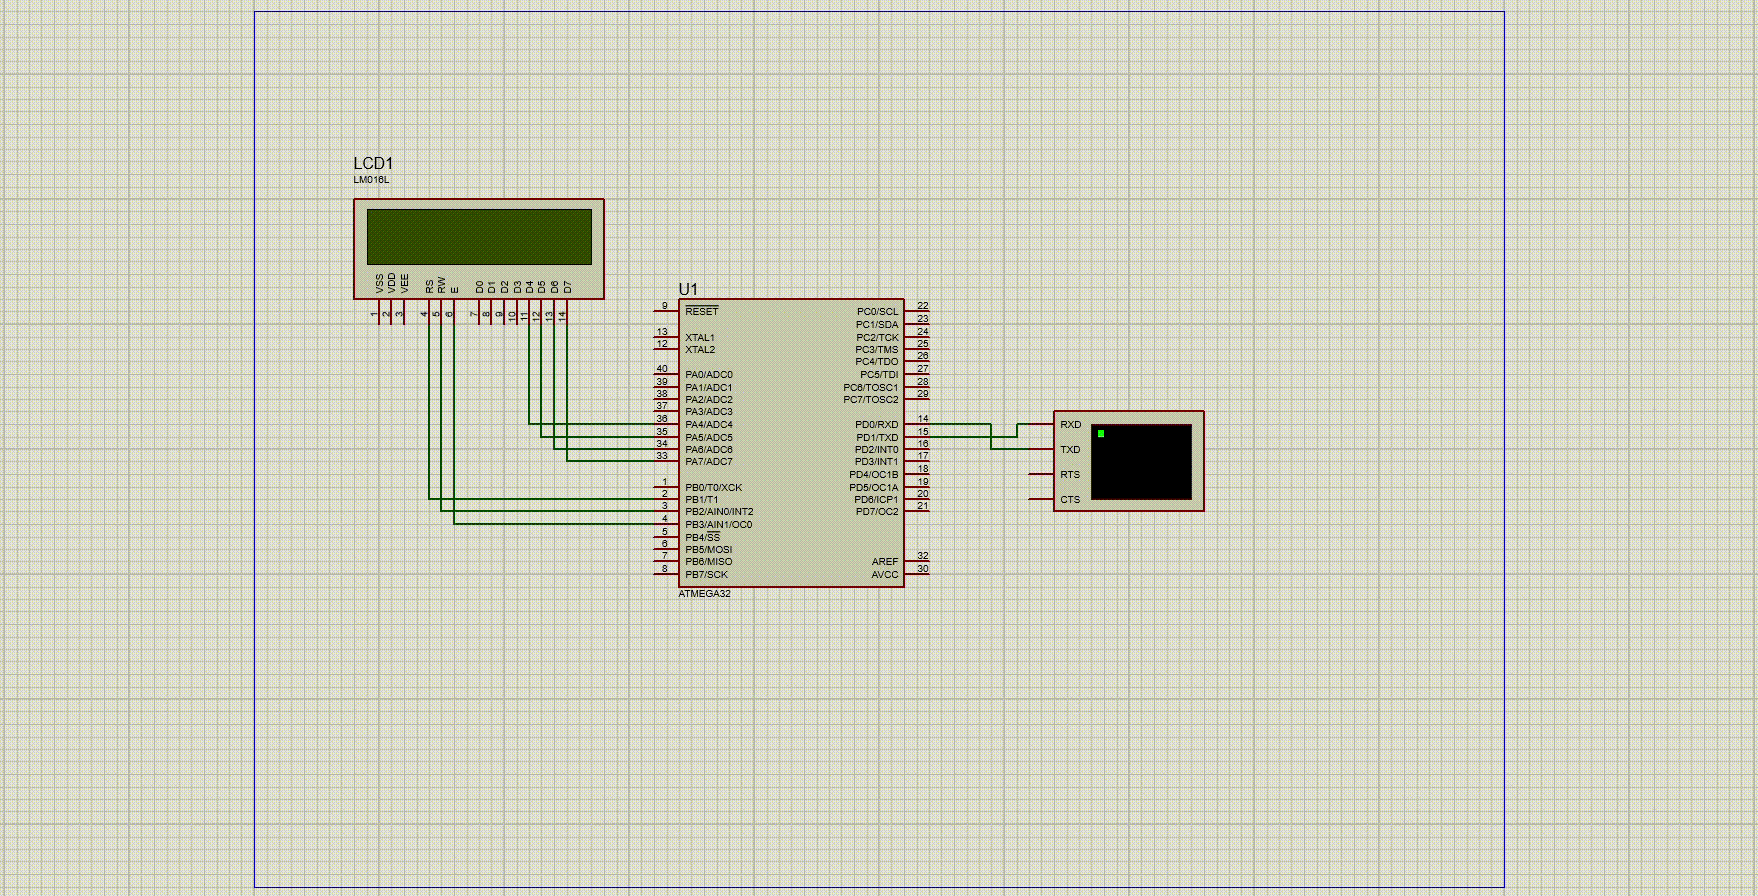 LCD1
LM016L
VSS
VDD
VEE
RS
RW
E
D0
D1
D2
D3
D4
D5
D6
D7
1
2
3
4
5
6
7
8
9
10
11
12
13
14
U1
9 RESET
13 XTAL1
12 XTAL2
40 PA0/ADC0
39 PA1/ADC1
38 PA2/ADC2
37 PA3/ADC3
36 PA4/ADC4
35 PA5/ADC5
34 PA6/ADC6
33 PA7/ADC7
1 PB0/T0/XCK
2 PB1/T1
3 PB2/AIN0/INT2
4 PB3/AIN1/OC0
5 PB4/SS
6 PB5/MOSI
7 PB6/MISO
8 PB7/SCK
PC0/SCL 22
PC1/SDA 23
PC2/TCK 24
PC3/TMS 25
PC4/TDO 26
PC5/TDI 27
PC6/TOSC1 28
PC7/TOSC2 29
PD0/RXD 14
PD1/TXD 15
PD2/INT0 16
PD3/INT1 17
PD4/OC1B 18
PD5/OC1A 19
PD6/ICP1 20
PD7/OC2 21
AREF 32
AVCC 30
ATMEGA32
RXD
TXD
RTS
CTS